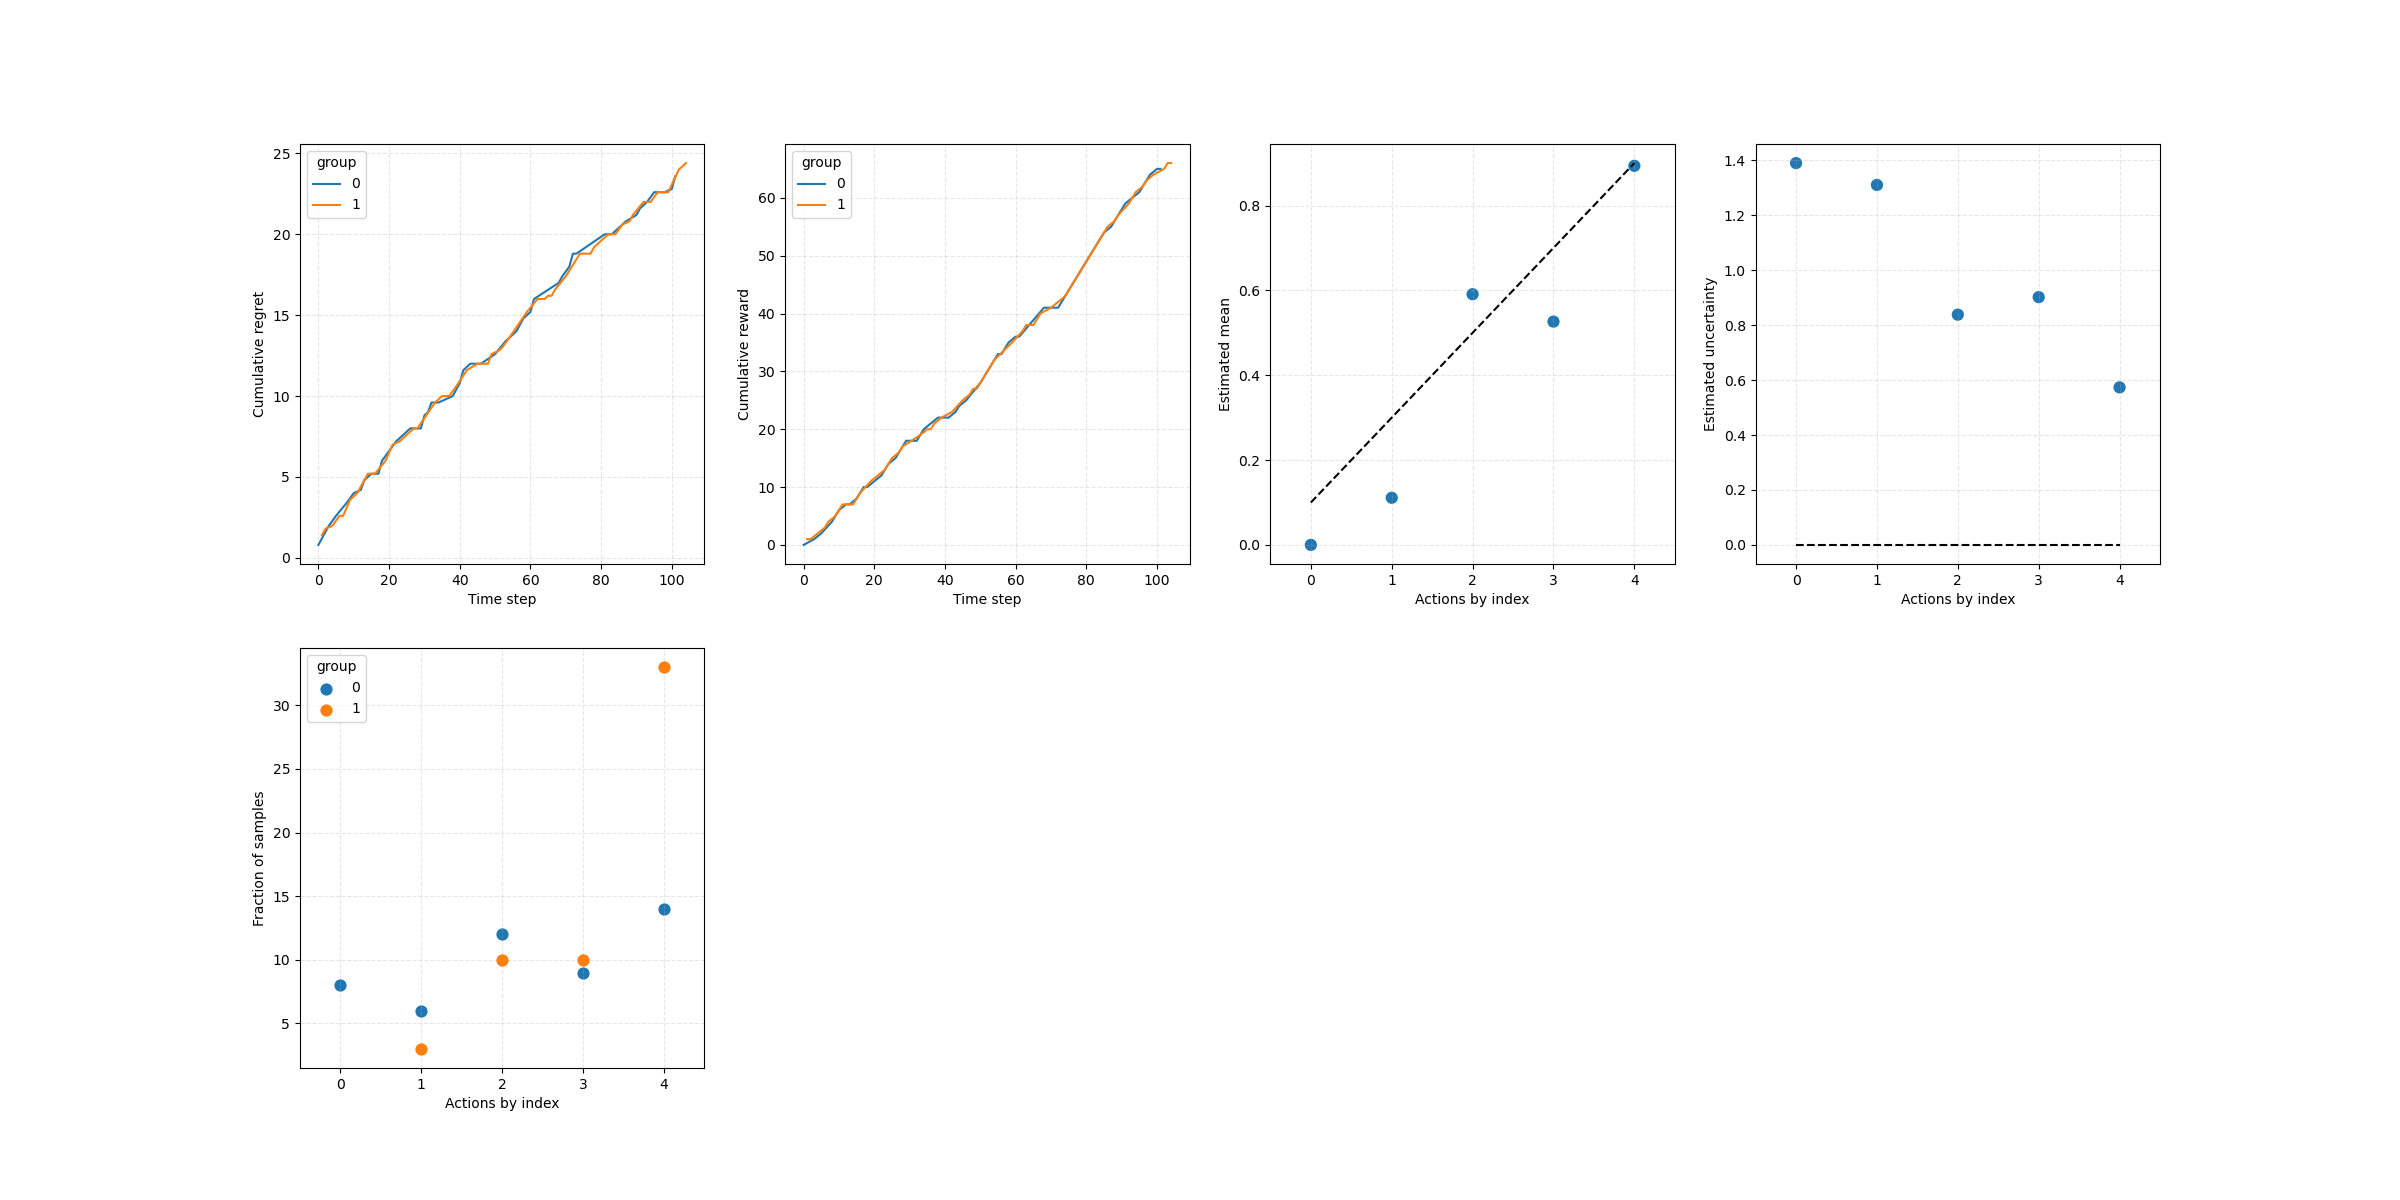 group
0
1
25
20
15
10
5
0
Cumulative regret
0 20 40 60 80 100
Time step
group
0
1
60
50
40
30
20
10
0
Cumulative reward
0 20 40 60 80 100
Time step
0.8
0.6
0.4
0.2
0.0
Estimated mean
0 1 2 3 4
Actions by index
1.4
1.2
1.0
0.8
0.6
0.4
0.2
0.0
Estimated uncertainty
0 1 2 3 4
Actions by index
group
0
1
30
25
20
15
10
5
Fraction of samples
0 1 2 3 4
Actions by index